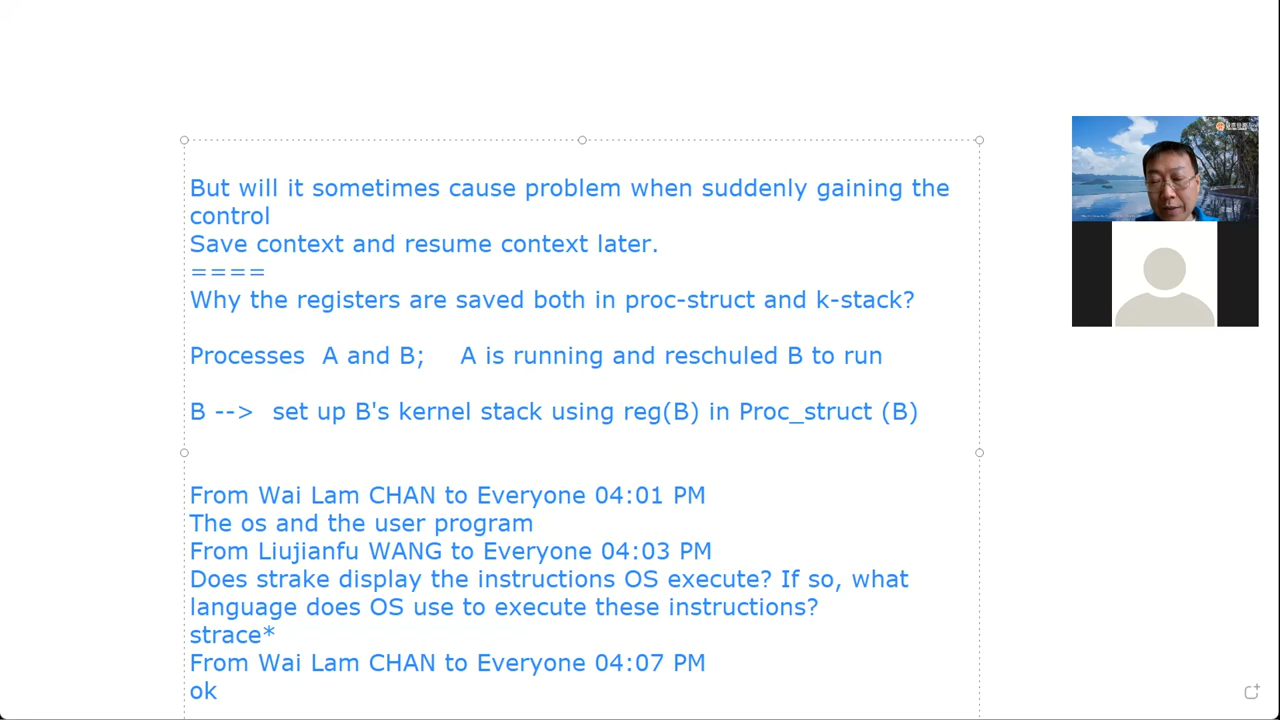 But will it sometimes cause problem when suddenly gaining the
control
Save context and resume context later.
====
Why the registers are saved both in proc-struct and k-stack?
Processes A and B; A is running and reschuled B to run
B --> set up B's kernel stack using reg(B) in Proc_struct (B)
From Wai Lam CHAN to Everyone 04:01 PM
The os and the user program
From Liujianfu WANG to Everyone 04:03 PM
Does strake display the instructions OS execute? If so, what
language does OS use to execute these instructions?
strace*
From Wai Lam CHAN to Everyone 04:07 PM
ok